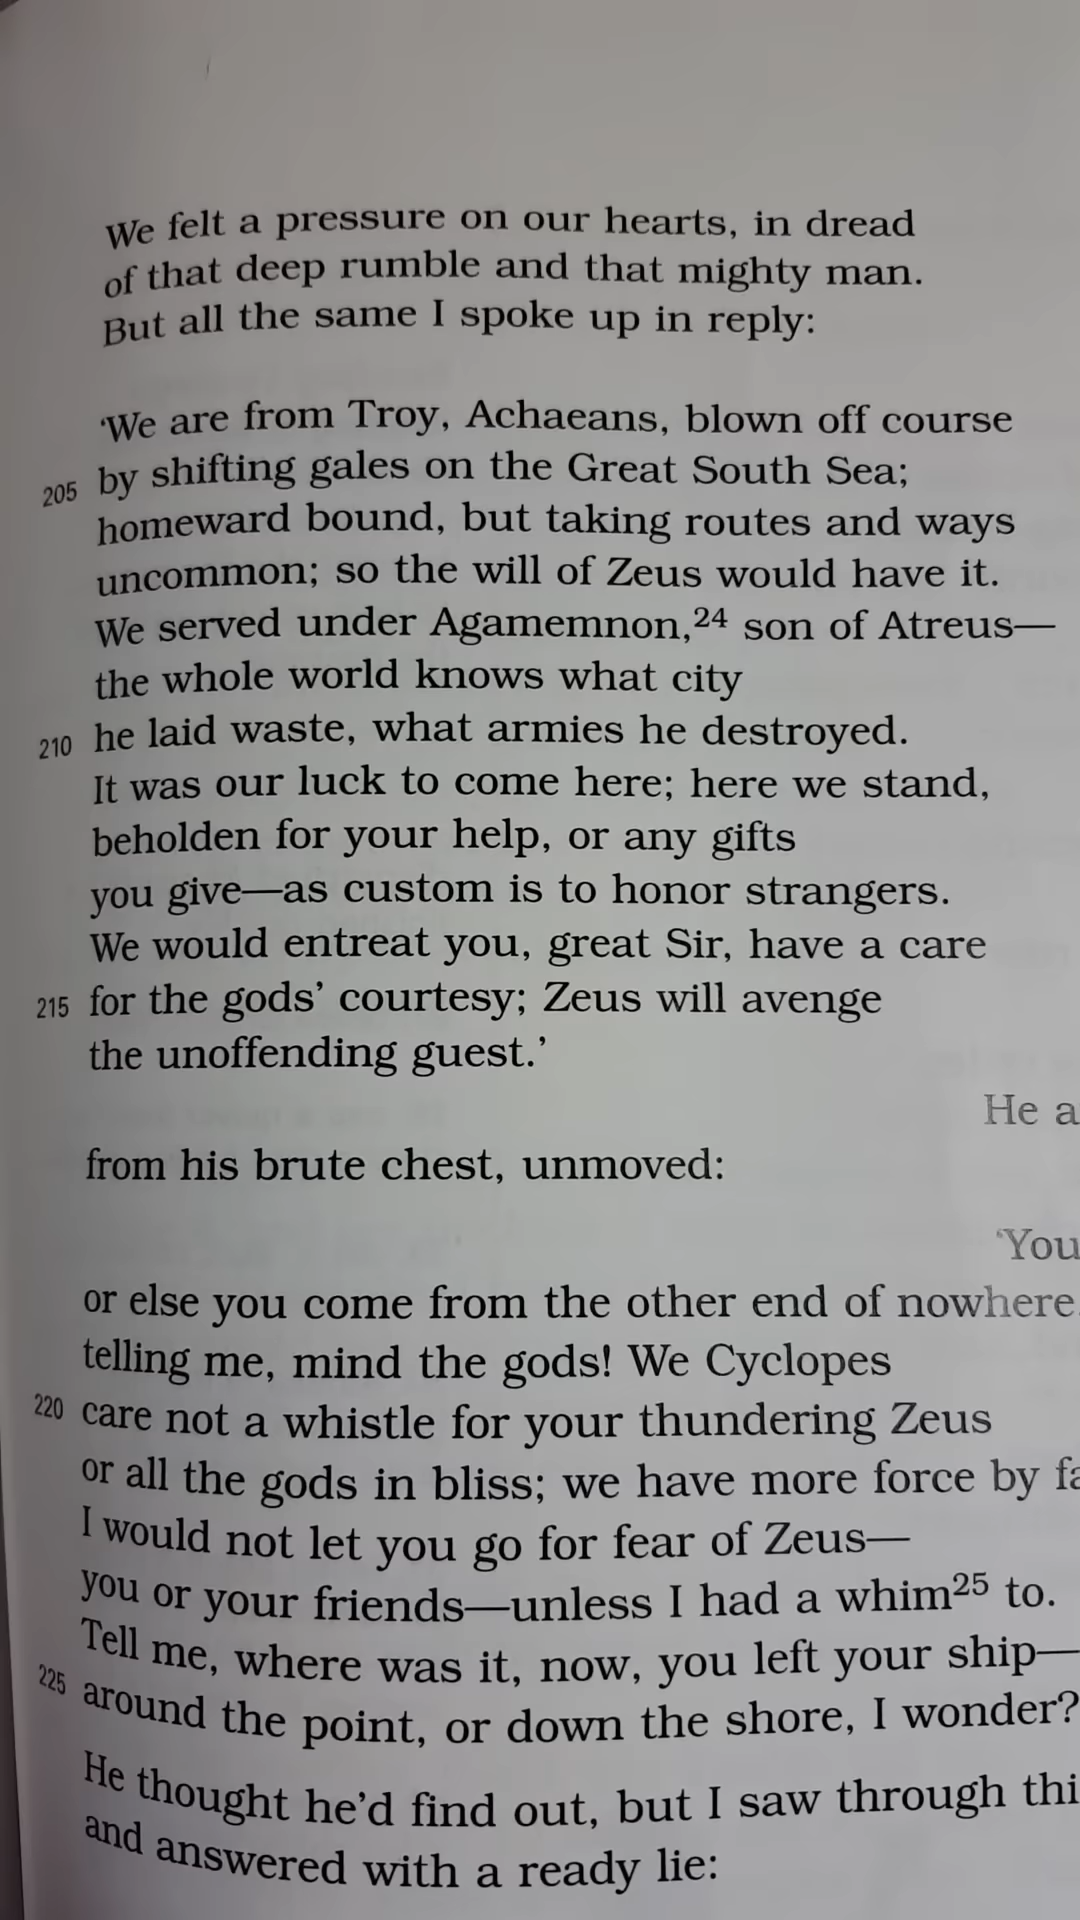 We felt a pressure on our hearts, in dread
of that deep rumble and that mighty man.
But all the same I spoke up in reply:
‘We are from Troy, Achaeans, blown off course
205 by shifting gales on the Great South Sea;
homeward bound, but taking routes and ways
uncommon; so the will of Zeus would have it.
We served under Agamemnon,24 son of Atreus—
the whole world knows what city
210 he laid waste, what armies he destroyed.
It was our luck to come here; here we stand,
beholden for your help, or any gifts
you give—as custom is to honor strangers.
We would entreat you, great Sir, have a care
215 for the gods’ courtesy; Zeus will avenge
the unoffending guest.’
He
from his brute chest, unmoved:
‘You
or else you come from the other end of nowhere
telling me, mind the gods! We Cyclopes
220 care not a whistle for your thundering Zeus
or all the gods in bliss; we have more force by
I would not let you go for fear of Zeus—
you or your friends—unless I had a whim25 to.
Tell me, where was it, now, you left your ship—
225 around the point, or down the shore, I wonder?
He thought he’d find out, but I saw through
and answered with a ready lie: